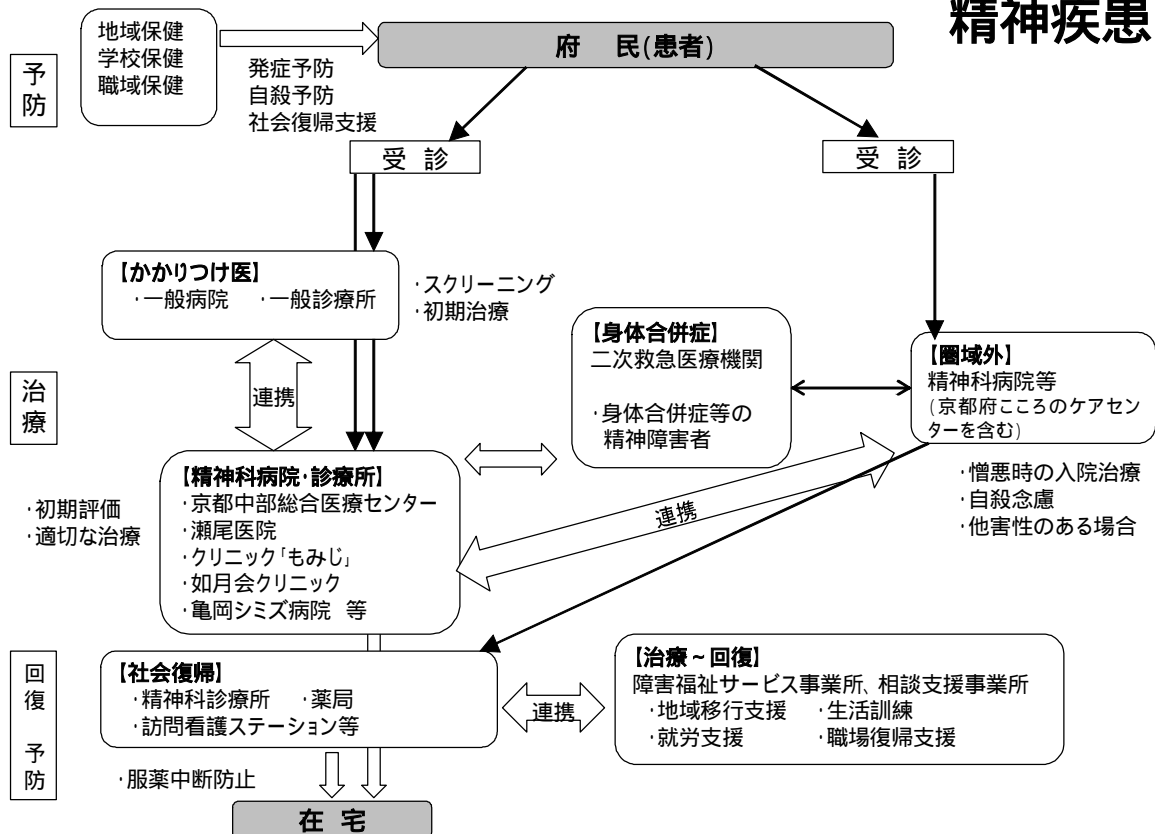 精神疾患
地域保健
学校保健
職域保健
府 民(患者)
予防
発症予防
自殺予防
社会復帰支援
受 診
受 診
【かかりつけ医】
・一般病院 ・一般診療所
・スクリーニング
・初期治療
【身体合併症】
二次救急医療機関
・身体合併症等の
精神障害者
【圏域外】
精神科病院等
(京都府こころのケアセン
ターを含む)
治療
連携
・憎悪時の入院治療
・自殺念慮
・他害性のある場合
【精神科病院・診療所】
・京都中部総合医療センター
・瀬尾医院
・クリニック「もみじ」
・如月会クリニック
・亀岡シミズ病院 等
・初期評価
・適切な治療
連携
回復 予防
【社会復帰】
・精神科診療所 ・薬局
・訪問看護ステーション等
連携
【治療~回復】
障害福祉サービス事業所、相談支援事業所
・地域移行支援 ・生活訓練
・就労支援 ・職場復帰支援
・服薬中断防止
在 宅